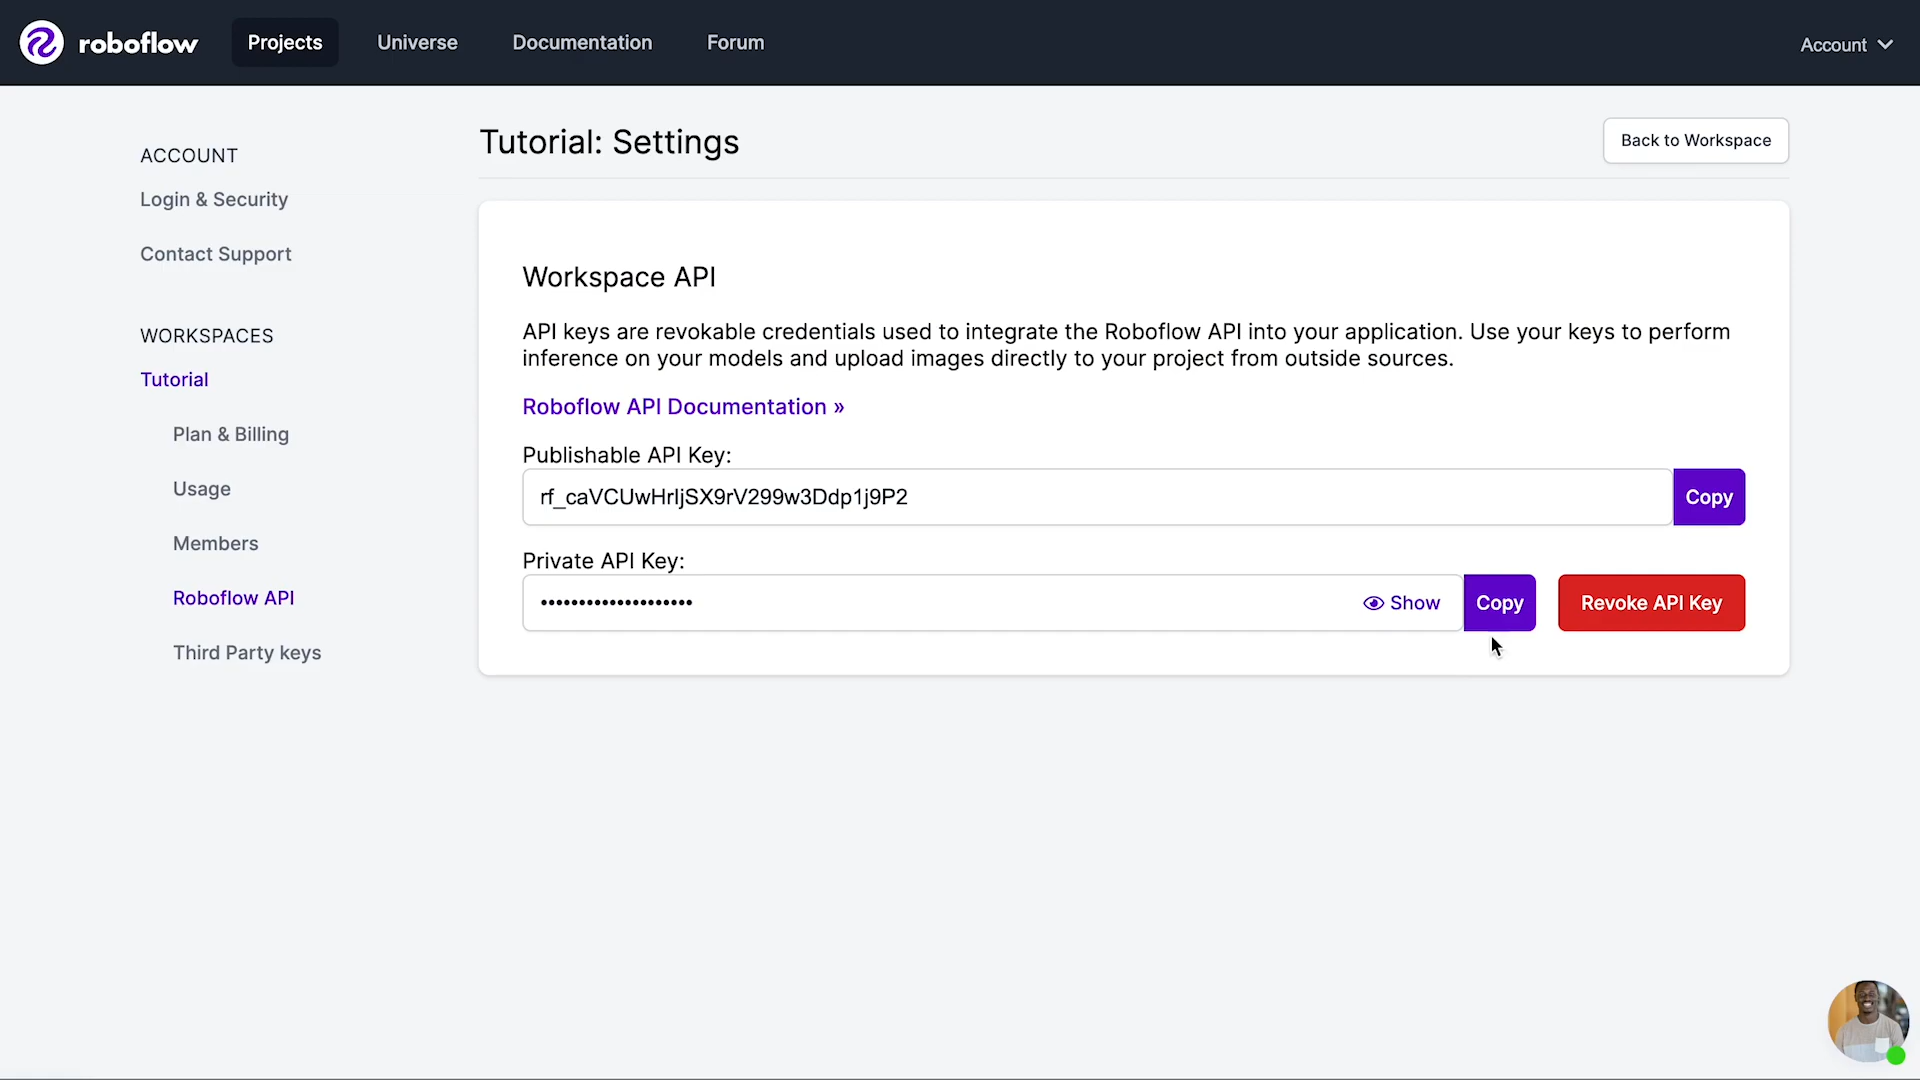 roboflow
Projects
Universe
Documentation
Forum
Account
ACCOUNT
Login & Security
Contact Support
WORKSPACES
Tutorial
Plan & Billing
Usage
Members
Roboflow API
Third Party keys
Tutorial: Settings
Back to Workspace
Workspace API
API keys are revokable credentials used to integrate the Roboflow API into your application. Use your keys to perform
inference on your models and upload images directly to your project from outside sources.
Roboflow API Documentation »
Publishable API Key:
rf_caVCUwHrIjSX9rV299w3Ddp1j9P2
Copy
Private API Key:
••••••••••••••••••••
Show
Copy
Revoke API Key